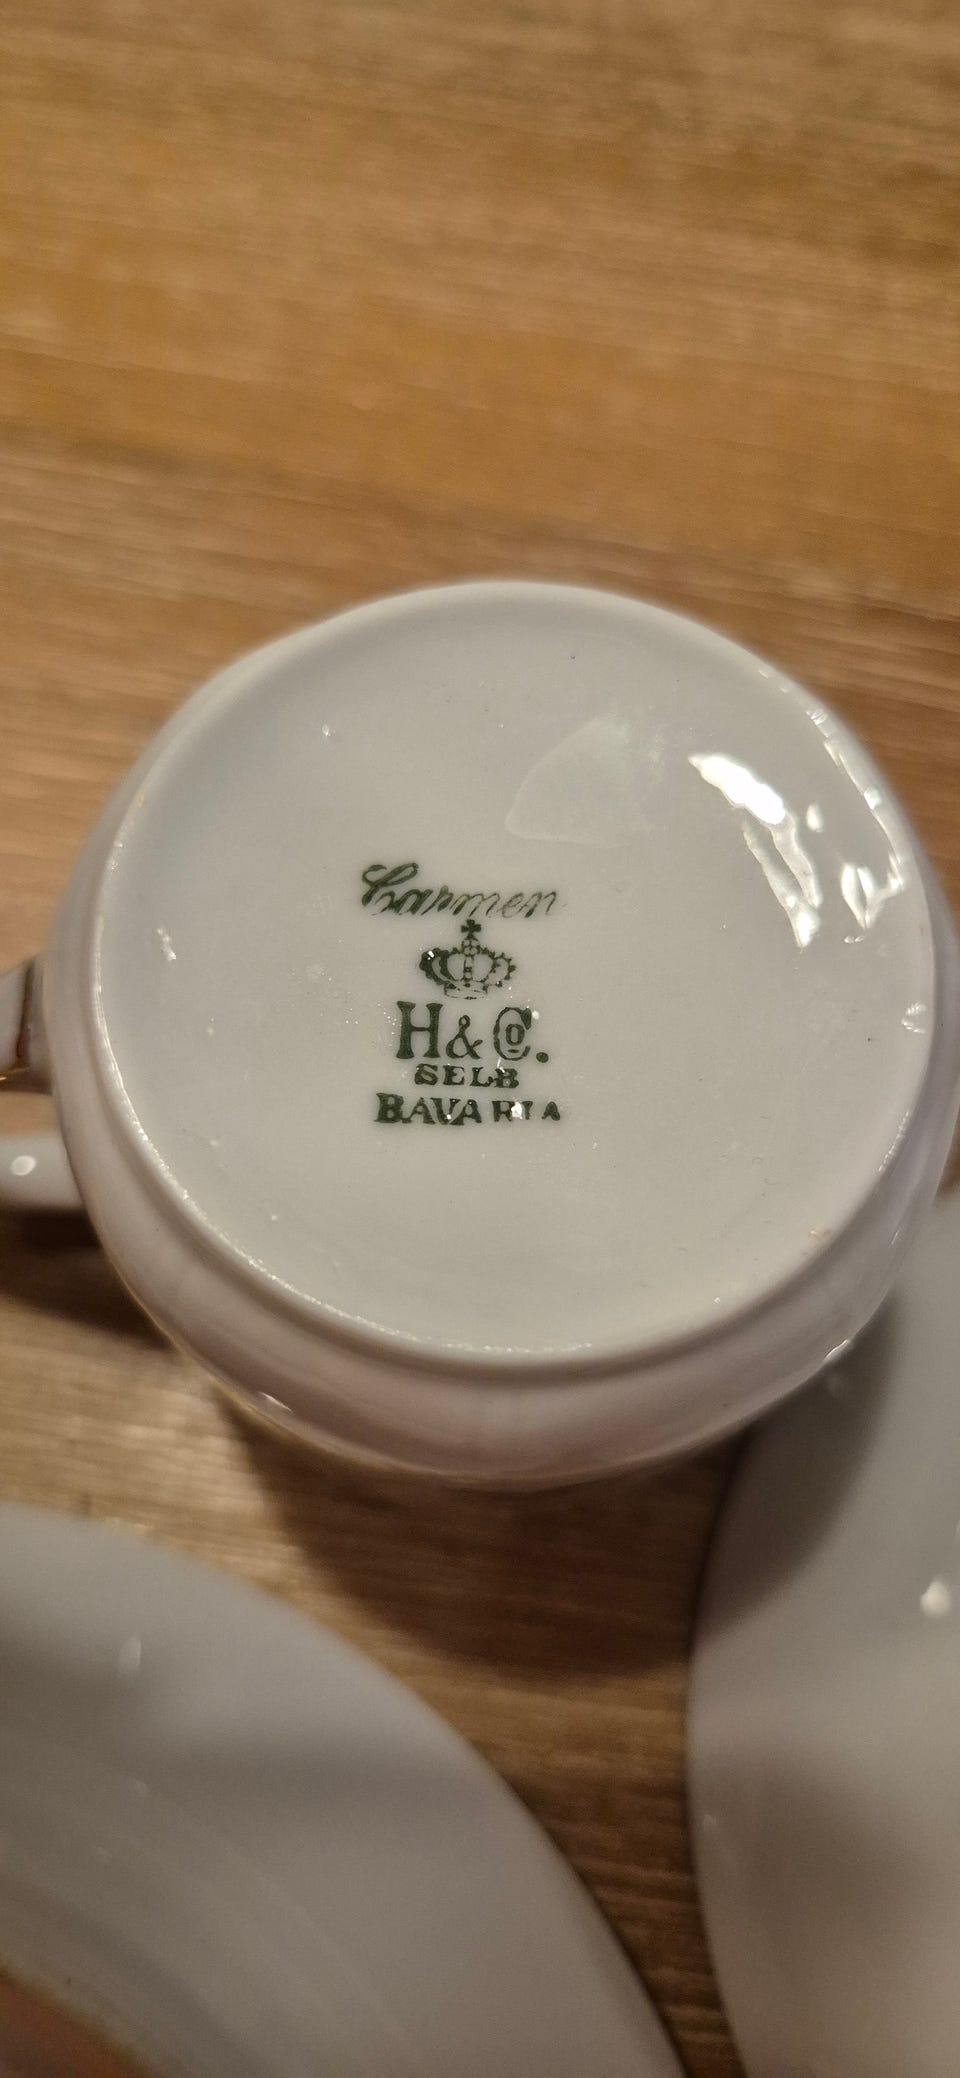 Carmen
H & Co.
SELB
BAVARIA